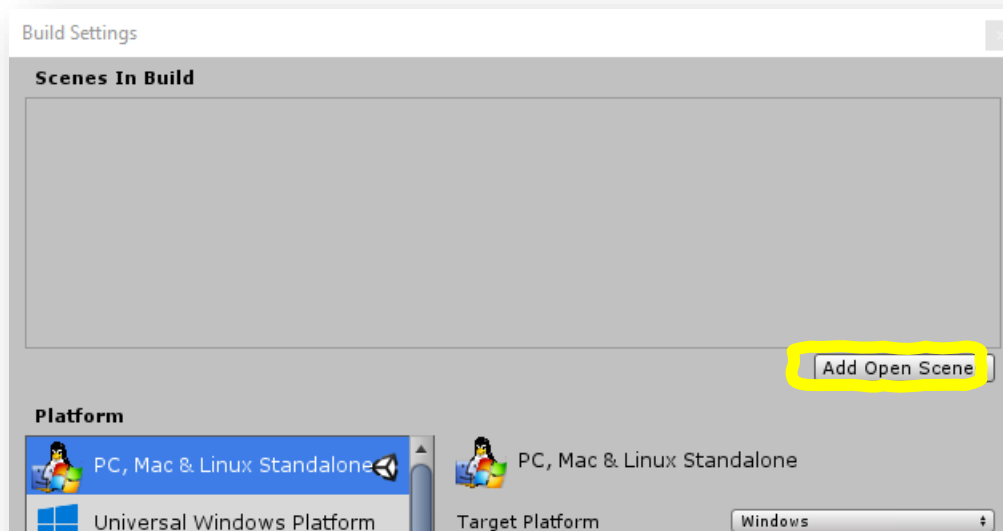 Build Settings
Scenes In Build
Add Open Scene
Platform
PC, Mac & Linux Standalone
PC, Mac & Linux Standalone
Universal Windows Platform
Target Platform
Windows